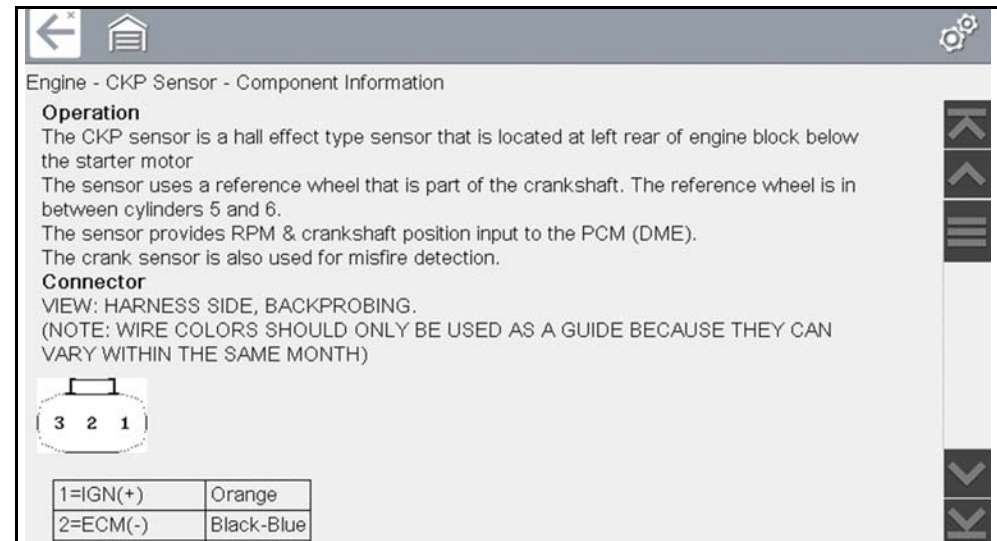 Engine - CKP Sensor - Component Information
Operation
The CKP sensor is a hall effect type sensor that is located at left rear of engine block below
the starter motor
The sensor uses a reference wheel that is part of the crankshaft. The reference wheel is in
between cylinders 5 and 6.
The sensor provides RPM & crankshaft position input to the PCM (DME).
The crank sensor is also used for misfire detection.
Connector
VIEW: HARNESS SIDE, BACKPROBING.
(NOTE: WIRE COLORS SHOULD ONLY BE USED AS A GUIDE BECAUSE THEY CAN
VARY WITHIN THE SAME MONTH)
3 2 1
1=IGN(+) Orange
2=ECM(-) Black-Blue